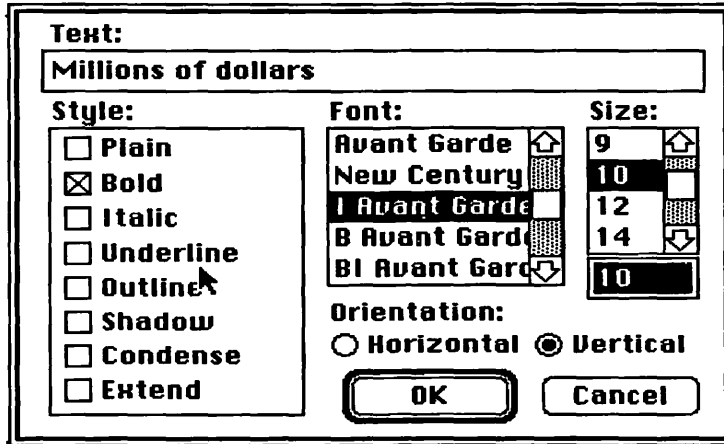 Text:
Millions of dollars
Style:
Plain
Bold
Italic
Underline
Outline
Shadow
Condense
Extend
Font:
Avant Garde
New Century
I Avant Garde
B Avant Garde
BI Avant Gard
Size:
9
10
12
14
10
Orientation:
Horizontal
Vertical
OK
Cancel